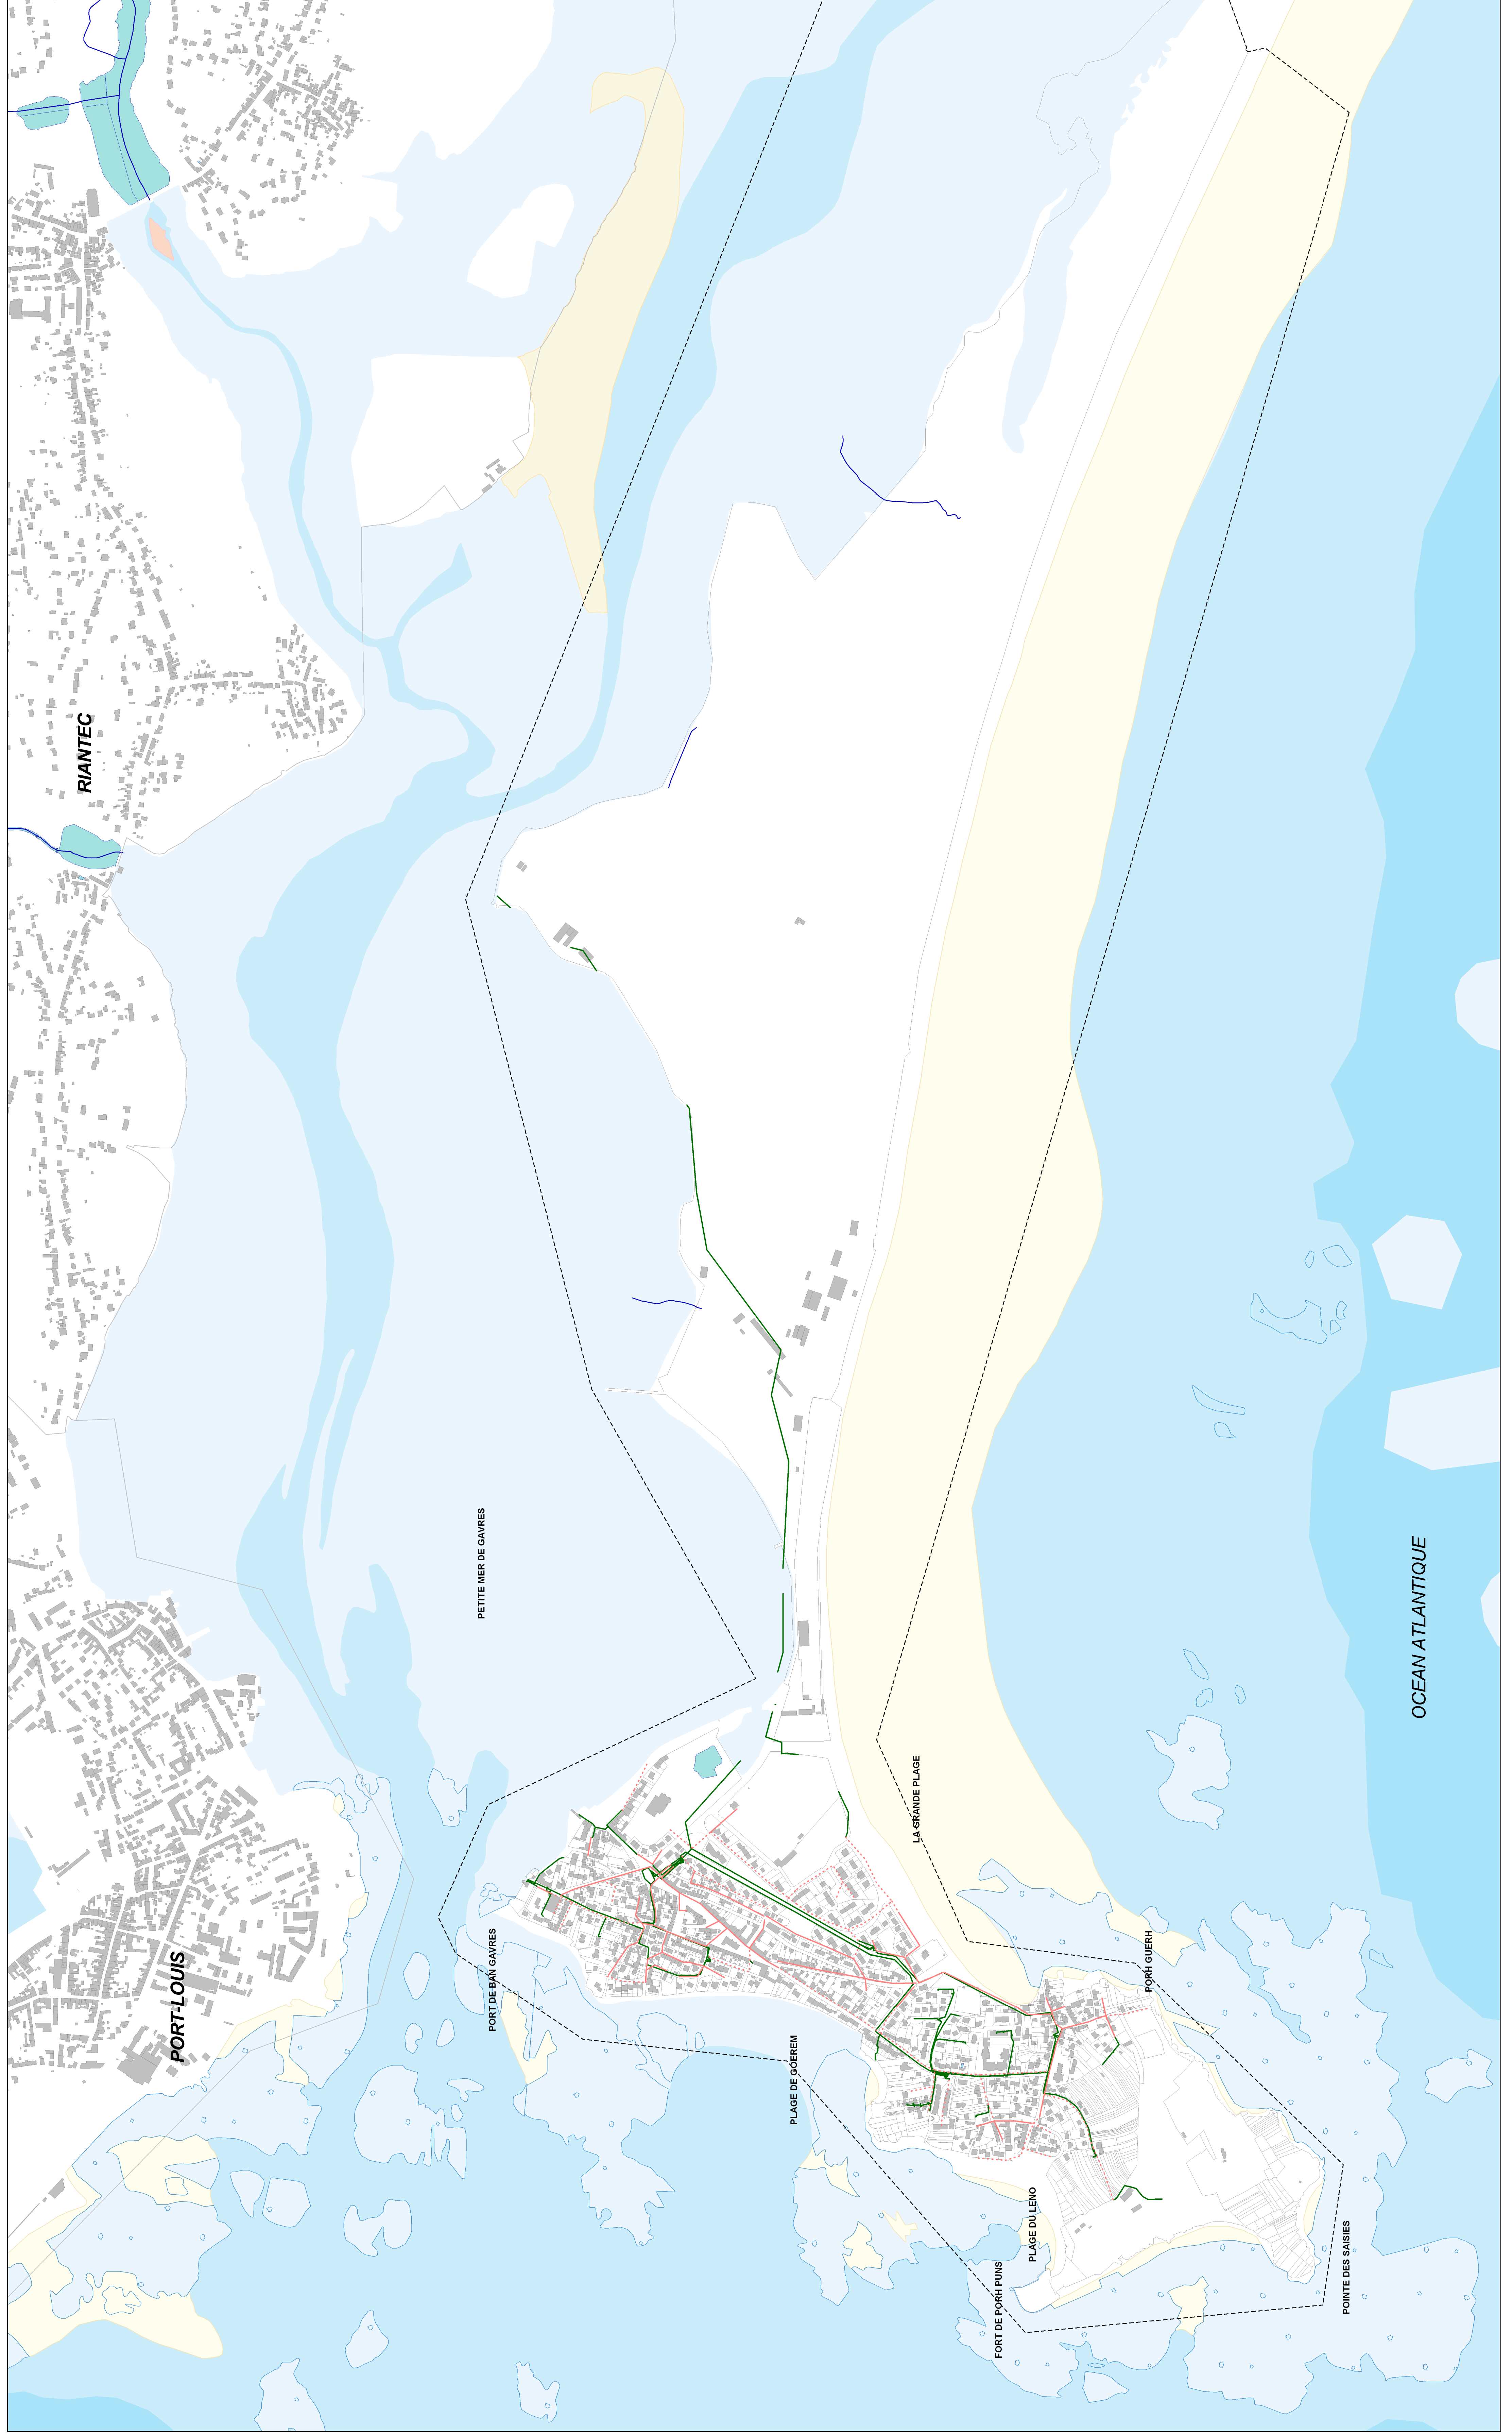 RIANTEC
PETITE MER DE GAVRES
OCEAN ATLANTIQUE
LA GRANDE PLAGE
PORT-LOUIS
PORT DE BAN GAVRES
PORH GUERH
PLAGE DE GOEREM
PLAGE DU LENO
FORT DE PORH PUNS
POINTE DES SAISIES